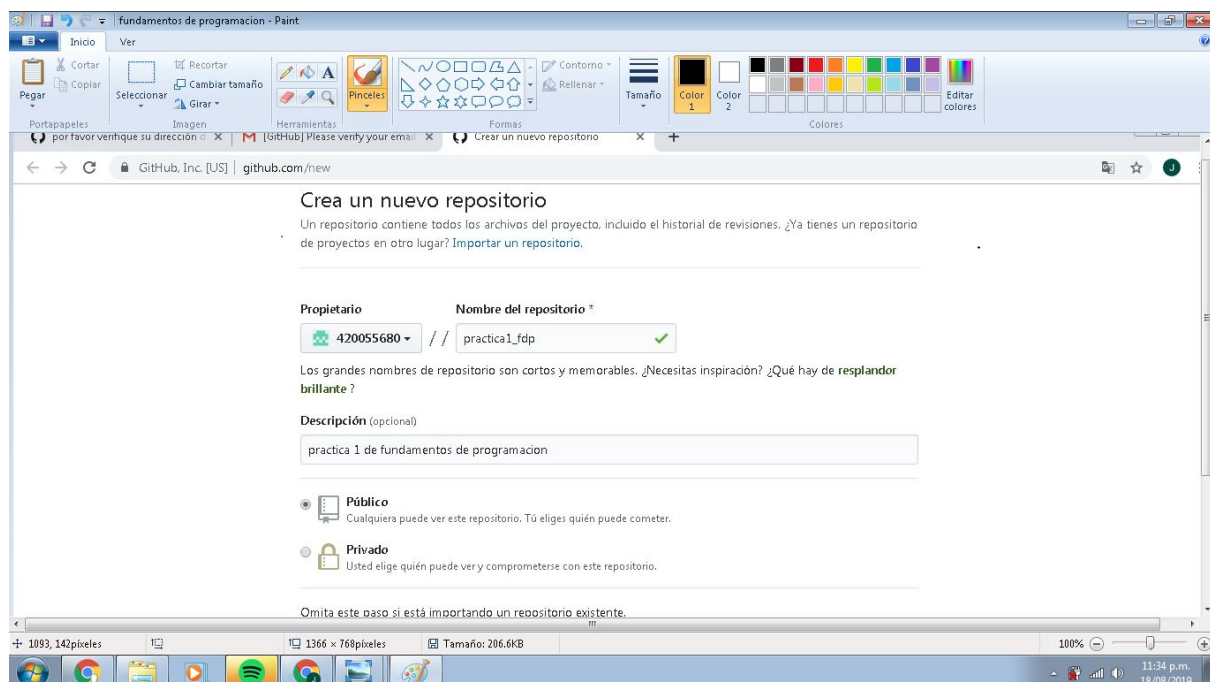 fundamentos de programacion - Paint
Inicio Ver
Pegar
Cortar
Copiar
Portapapeles
Seleccionar
Recortar
Cambiar tamaño
Girar
Imagen
A
Herramientas
Pinceles
Contorno
Rellenar
Formas
Tamaño
Color 1
Color 2
Editar colores
Colores
por favor verifique su dirección d
[GitHub] Please verify your email
Crear un nuevo repositorio
GitHub, Inc. [US] | github.com/new
J
Crea un nuevo repositorio
Un repositorio contiene todos los archivos del proyecto, incluido el historial de revisiones. ¿Ya tienes un repositorio
de proyectos en otro lugar? Importar un repositorio.
Propietario Nombre del repositorio *
420055680 / / practica1_fdp
Los grandes nombres de repositorio son cortos y memorables. ¿Necesitas inspiración? ¿Qué hay de resplandor
brillante ?
Descripción (opcional)
practica 1 de fundamentos de programacion
Público
Cualquiera puede ver este repositorio. Tú eliges quién puede cometer.
Privado
Usted elige quién puede ver y comprometerse con este repositorio.
Omita este paso si está importando un repositorio existente.
1093, 142píxeles 1366 × 768píxeles Tamaño: 206.6KB 100%
11:34 p.m.
18/08/2019